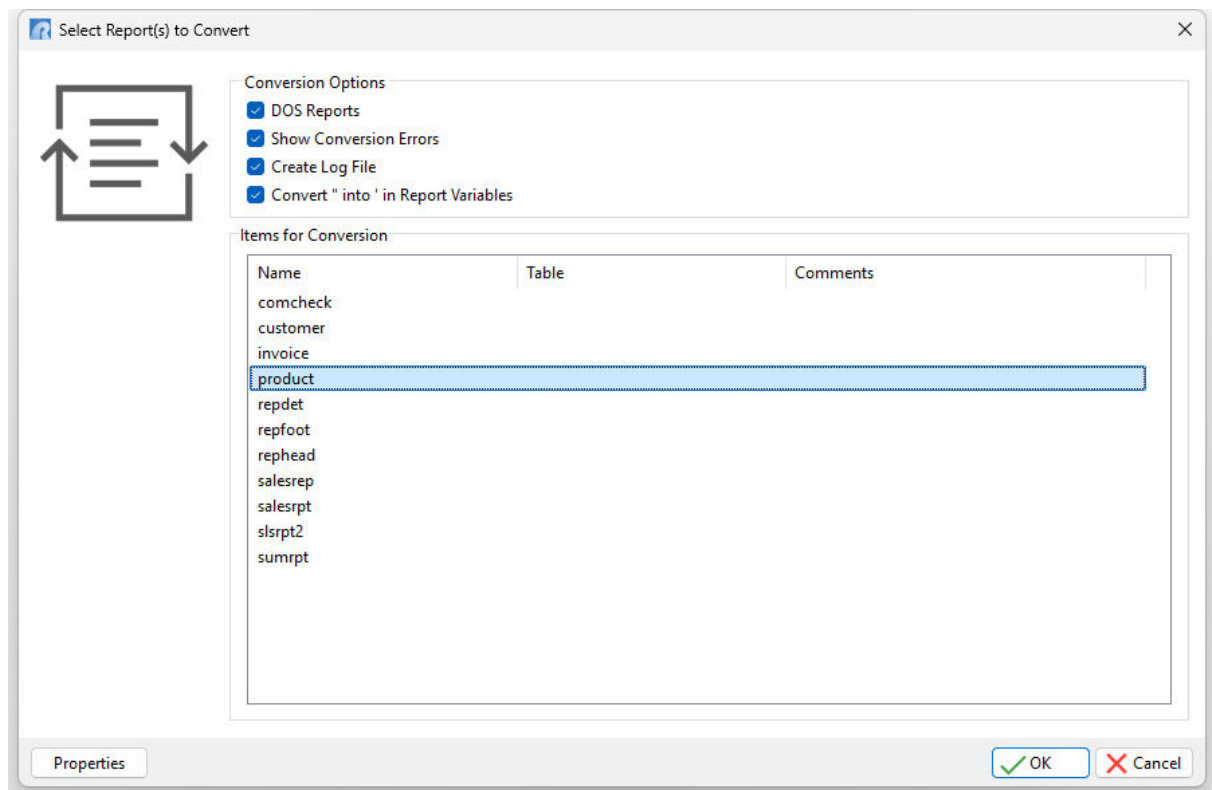 Select Report(s) to Convert
Conversion Options
DOS Reports
Show Conversion Errors
Create Log File
Convert " into ' in Report Variables
Items for Conversion
Name Table Comments
comcheck
customer
invoice
product
repdet
repfoot
rephead
salesrep
salesrpt
slsrpt2
sumrpt
Properties OK Cancel